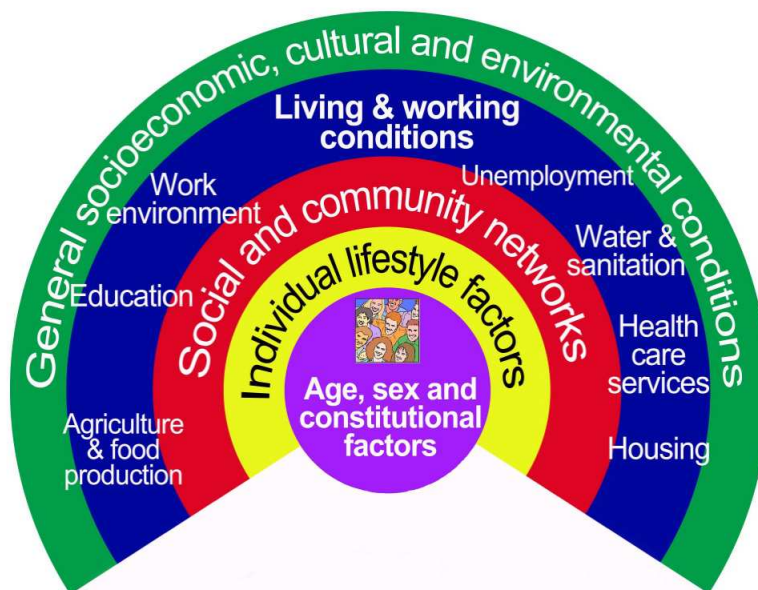 General socioeconomic, cultural and environmental conditions
Living & working
conditions
Work
environment
Unemployment
Water &
sanitation
Education
Health
care
services
Agriculture
& food
production
Housing
Social and community networks
Individual lifestyle factors
Age, sex and
constitutional
factors